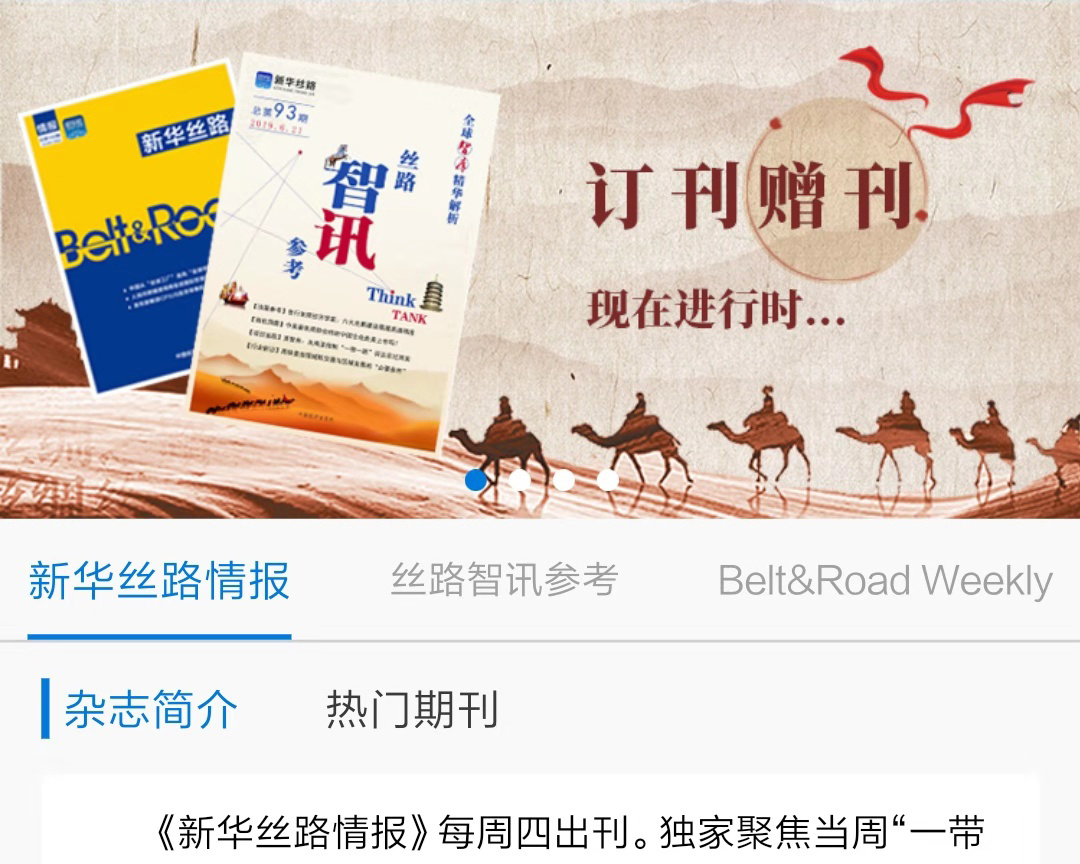 情报
新华丝路
Belt&Roa
新华丝路
总第93期
2019.6.21
全球智库精华解析
丝路
智讯
参考
Think
TANK
订刊赠刊
现在进行时...
新华丝路情报
丝路智讯参考
Belt&Road Weekly
杂志简介
热门期刊
《新华丝路情报》每周四出刊。独家聚焦当周“一带